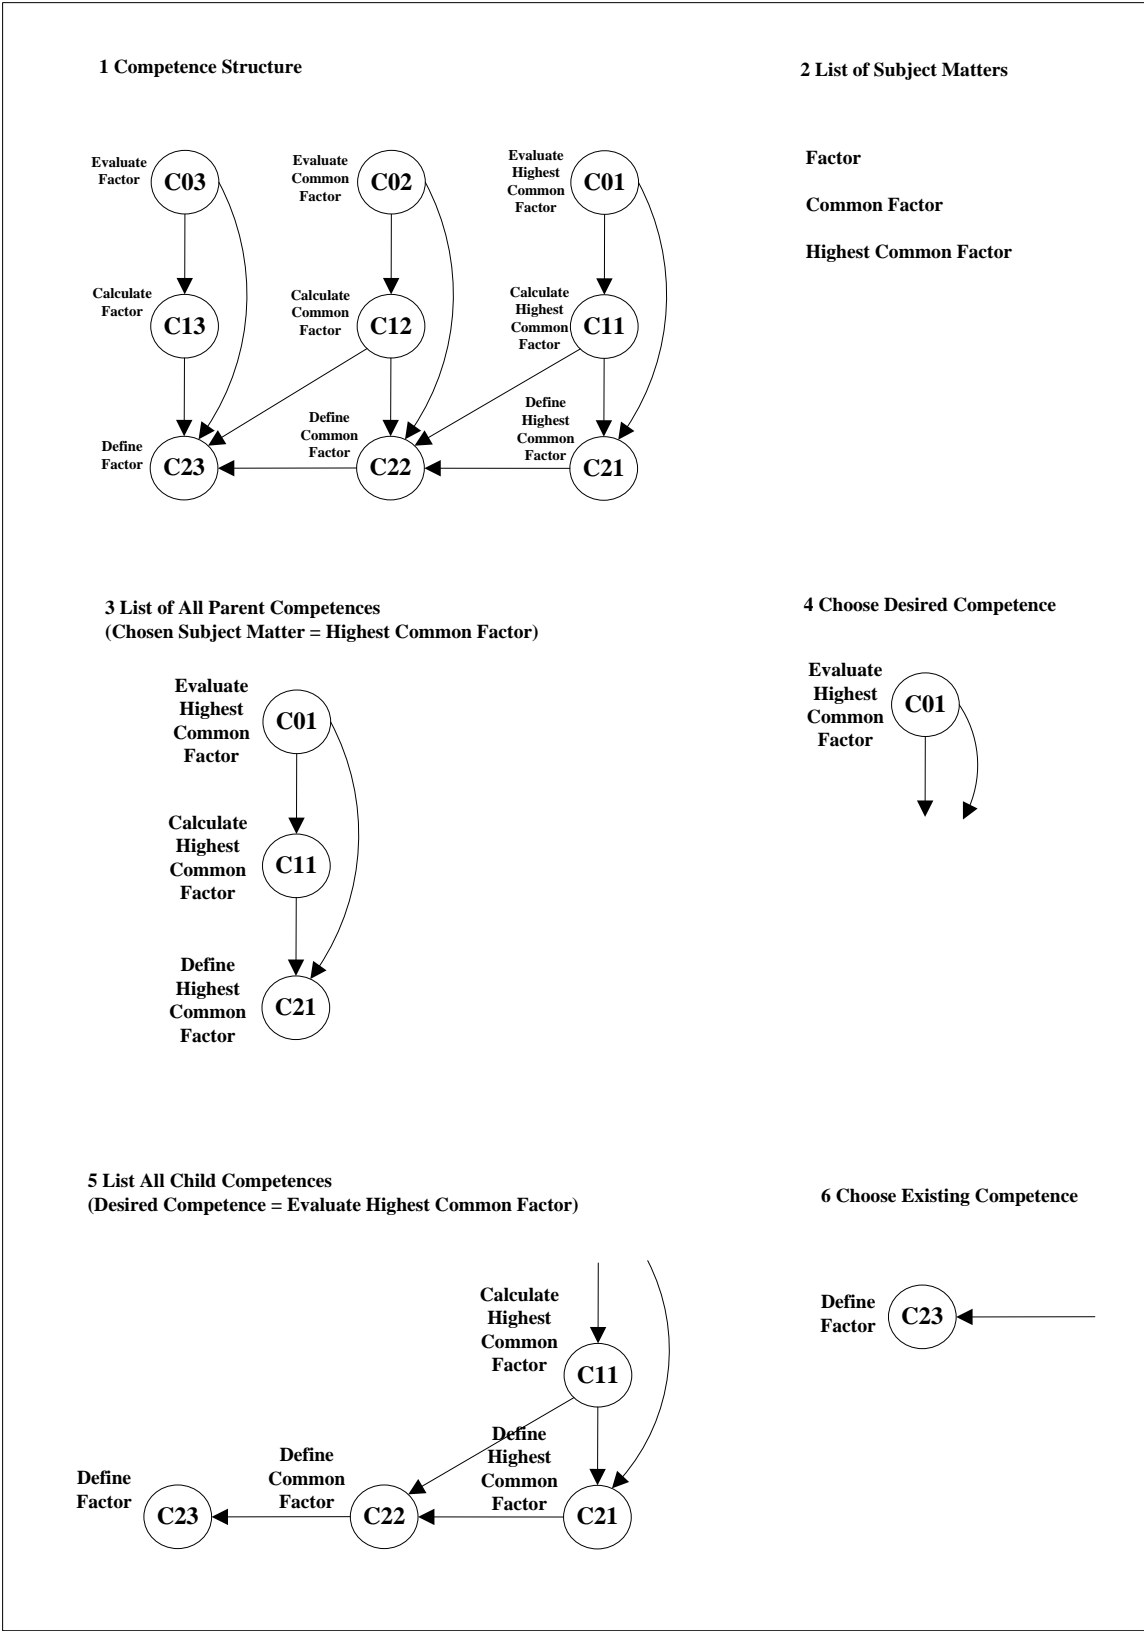 1 Competence Structure
2 List of Subject Matters
Evaluate
Factor
C03
Evaluate
Common
Factor
C02
Evaluate
Highest
Common
Factor
C01
Factor
Common Factor
Highest Common Factor
Calculate
Factor
C13
Calculate
Common
Factor
C12
Calculate
Highest
Common
Factor
C11
Define
Factor
C23
Define
Common
Factor
C22
Define
Highest
Common
Factor
C21
3 List of All Parent Competences
(Chosen Subject Matter = Highest Common Factor)
4 Choose Desired Competence
Evaluate
Highest
Common
Factor
C01
Calculate
Highest
Common
Factor
C11
Define
Highest
Common
Factor
C21
Evaluate
Highest
Common
Factor
C01
5 List All Child Competences
(Desired Competence = Evaluate Highest Common Factor)
6 Choose Existing Competence
Calculate
Highest
Common
Factor
C11
Define
Factor
C23
Define
Common
Factor
C22
Define
Highest
Common
Factor
C21
Define
Factor
C23